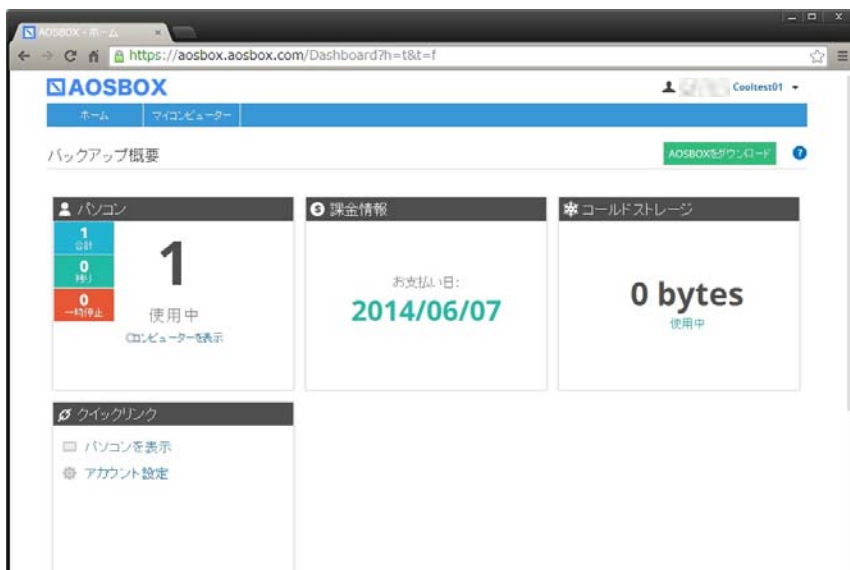 AOSBOX - ホーム
https://aosbox.aosbox.com/Dashboard?h=t&t=f
AOSBOX
Cooltest01
ホーム
マイコンピューター
バックアップ概要
AOSBOXをダウンロード
?
パソコン
1
合計
0
残り
0
一時停止
1
使用中
コンピューターを表示
課金情報
お支払い日:
2014/06/07
コールドストレージ
0 bytes
使用中
クイックリンク
パソコンを表示
アカウント設定